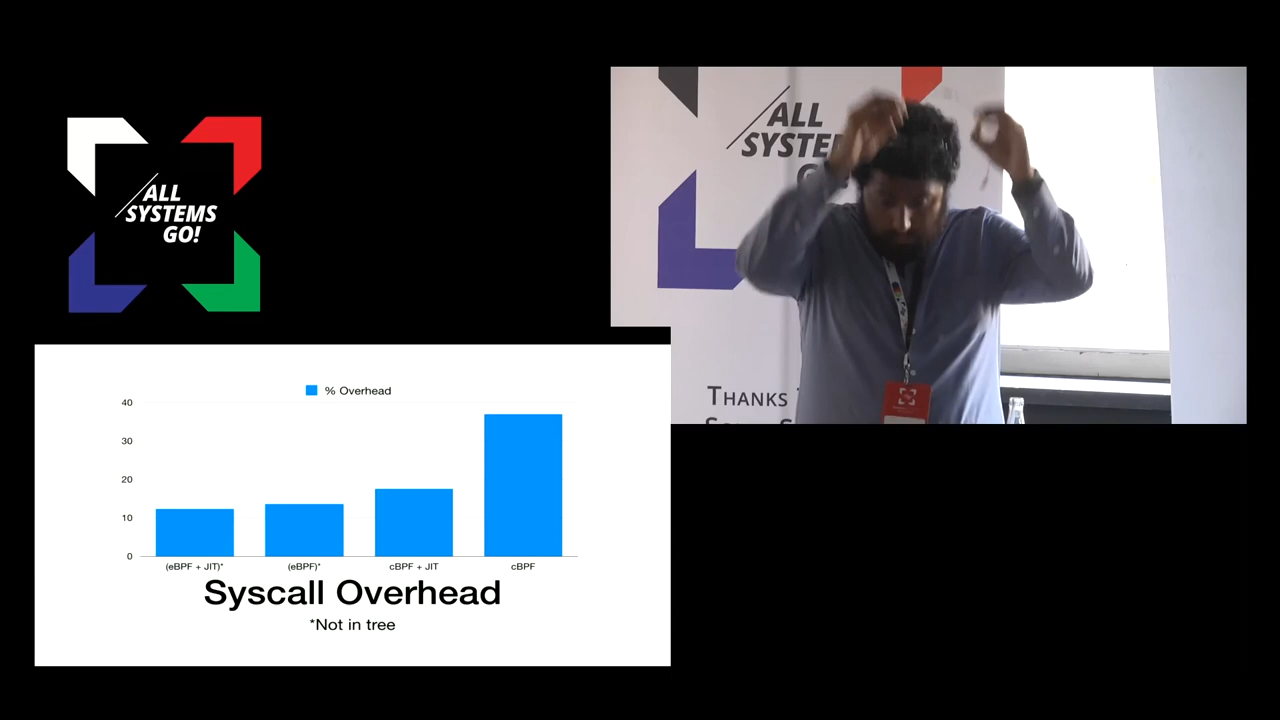 ALL
SYSTEMS
GO!
ALL
SYSTE
THANKS
% Overhead
40
30
20
10
0
(eBPF + JIT)*
(eBPF)*
cBPF + JIT
cBPF
Syscall Overhead
*Not in tree